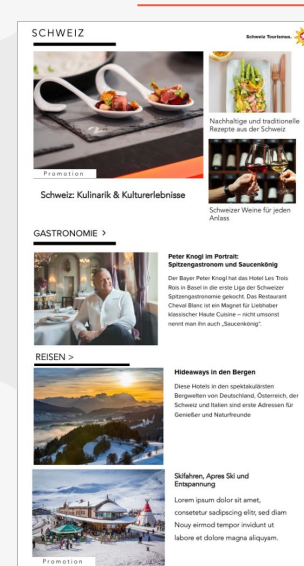 SCHWEIZ
Schweiz Tourismus.
Promotion
Schweiz: Kulinarik & Kulturerlebnisse
Nachhaltige und traditionelle
Rezepte aus der Schweiz
Schweizer Weine für jeden
Anlass
GASTRONOMIE >
Peter Knogl im Portrait:
Spitzengastronom und Saucenkönig
Der Bayer Peter Knogl hat das Hotel Les Trois
Rois in Basel in die erste Liga der Schweizer
Spitzengastronomie gekocht. Das Restaurant
Cheval Blanc ist ein Magnet für Liebhaber
klassischer Haute Cuisine – nicht umsonst
nennt man ihn auch „Saucenkönig“.
REISEN >
Hideaways in den Bergen
Diese Hotels in den spektakulärsten
Bergwelten von Deutschland, Österreich, der
Schweiz und Italien sind erste Adressen für
Genießer und Naturfreunde
Skifahren, Apres Ski und
Entspannung
Lorem ipsum dolor sit amet,
consetetur sadipscing elitr, sed diam
Nouy eirmod tempor invidunt ut
labore et dolore magna aliquyam.
Promotion